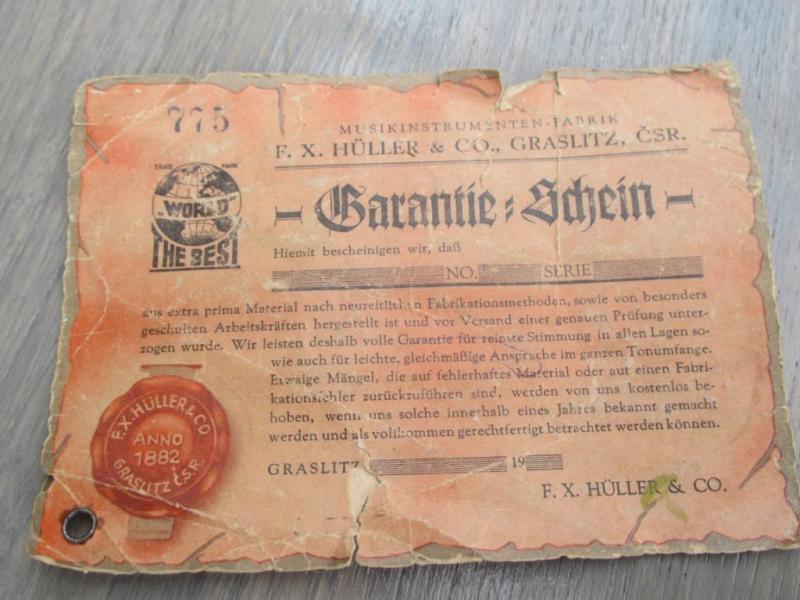 775
MUSIKINSTRUMENTEN-FABRIK
F. X. HÜLLER & CO., GRASLITZ, ČSR.
TRADE MARK
„WORLD"
THE BEST
Garantie-Schein
Hiemit bescheinigen wir, daß
NO. SERIE
aus extra prima Material nach neureitlichen Fabrikationsmethoden, sowie von besonders
geschulten Arbeitskräften hergestellt ist und vor Versand einer genauen Prüfung unter-
zogen wurde. Wir leisten deshalb volle Garantie für reinste Stimmung in allen Lagen so-
wie auch für leichte, gleichmäßige Ansprache im ganzen Tonumfange.
Etwaige Mängel, die auf fehlerhaftes Material oder auf einen Fabri-
kationsfehler zurückzuführen sind, werden von uns kostenlos be-
hoben, wenn uns solche innerhalb eines Jahres bekannt gemacht
werden und als vollkommen gerechtfertigt betrachtet werden können.
F. X. HÜLLER & CO
ANNO
1882
GRASLITZ Č.S.R.
GRASLITZ 19
F. X. HÜLLER & CO.